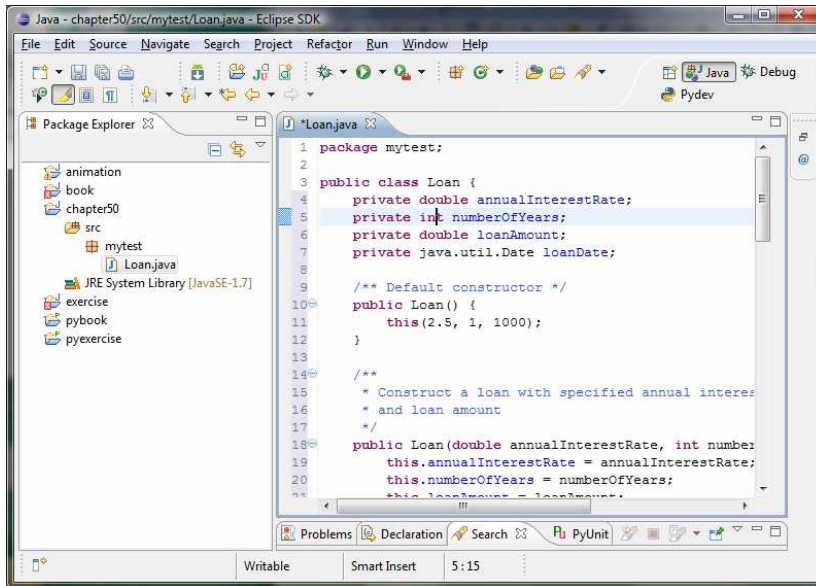 Java - chapter50/src/mytest/Loan.java - Eclipse SDK
File Edit Source Navigate Search Project Refactor Run Window Help
Java Debug
Pydev
Package Explorer
animation
book
chapter50
src
mytest
Loan.java
JRE System Library [JavaSE-1.7]
exercise
pybook
pyexercise
*Loan.java
1 package mytest;
2
3 public class Loan {
4 private double annualInterestRate;
5 private int numberOfYears;
6 private double loanAmount;
7 private java.util.Date loanDate;
8
9 /** Default constructor */
10 public Loan() {
11 this(2.5, 1, 1000);
12 }
13
14 /**
15 * Construct a loan with specified annual interes
16 * and loan amount
17 */
18 public Loan(double annualInterestRate, int number
19 this.annualInterestRate = annualInterestRate;
20 this.numberOfYears = numberOfYears;
21 this.loanAmount = loanAmount;
Problems Declaration Search Pu PyUnit
Writable Smart Insert 5 : 15